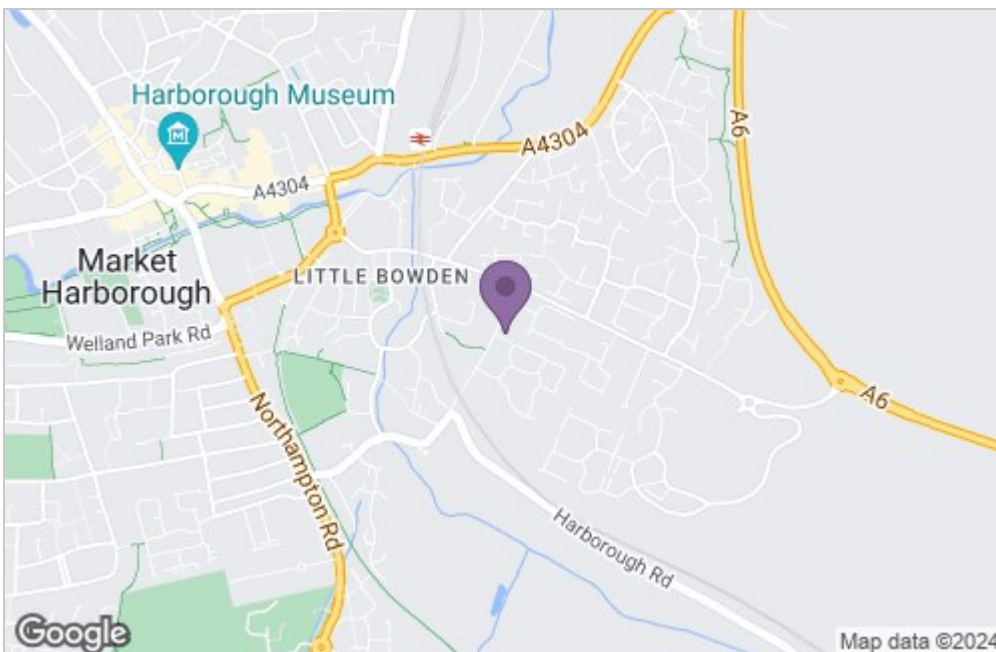 Harborough Museum
M
A4304
A6
A4304
Market
Harborough
LITTLE BOWDEN
Welland Park Rd
A6
Northampton Rd
Harborough Rd
Google
Map data ©2024